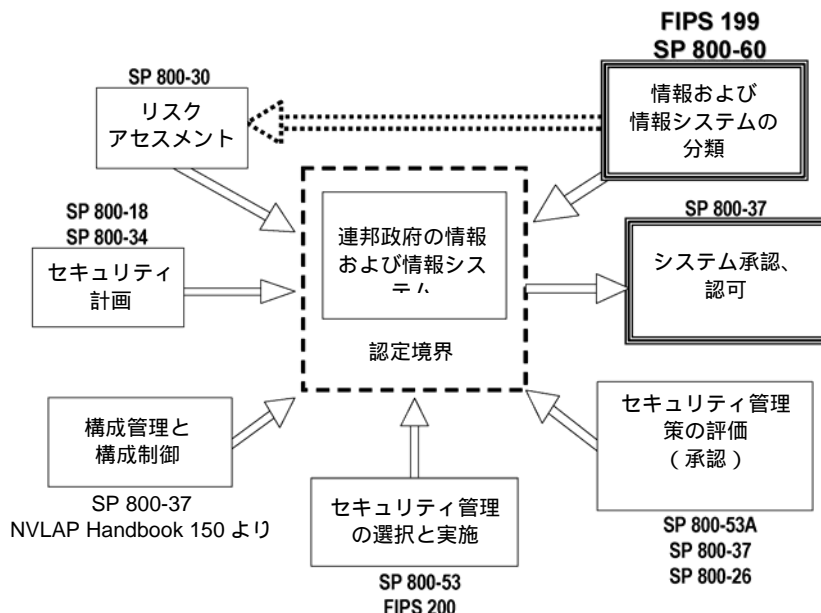 FIPS 199
SP 800-60
情報および
情報システムの
分類
SP 800-30
リスク
アセスメント
SP 800-18
SP 800-34
セキュリティ
計画
連邦政府の情報
および情報シス
テム
認定境界
SP 800-37
システム承認、
認可
構成管理と
構成制御
SP 800-37
NVLAP Handbook 150 より
セキュリティ管理
の選択と実施
SP 800-53
FIPS 200
セキュリティ管理
策の評価
（承認）
SP 800-53A
SP 800-37
SP 800-26